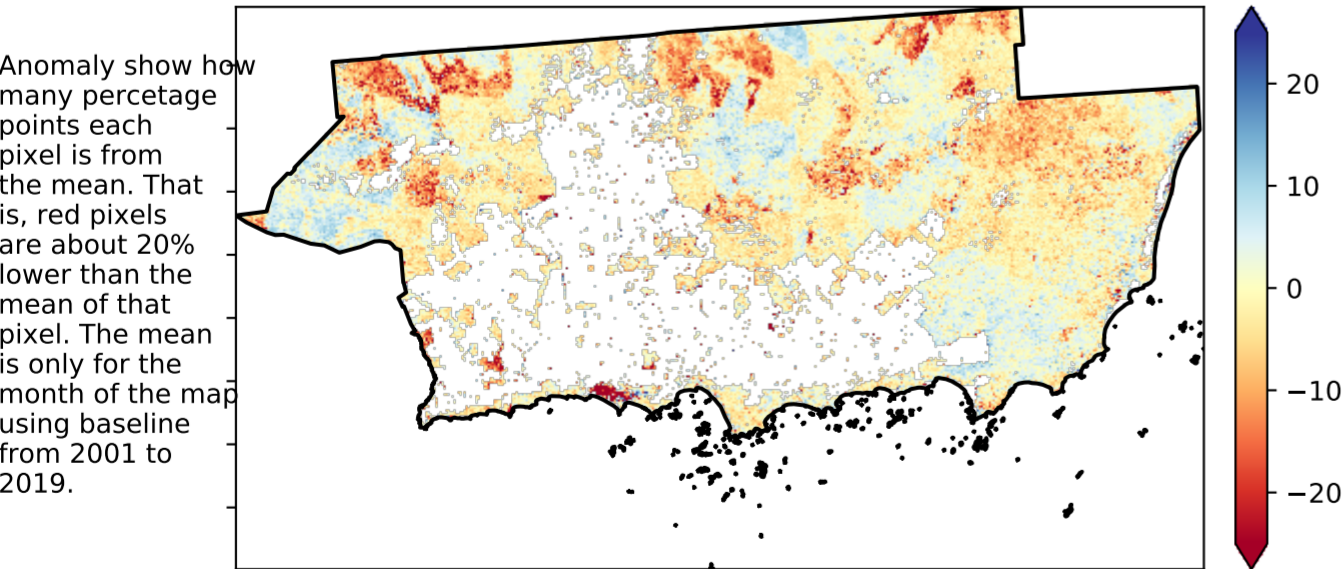 Anomaly show how
many percetage
points each
pixel is from
the mean. That
is, red pixels
are about 20%
lower than the
mean of that
pixel. The mean
is only for the
month of the map
using baseline
from 2001 to
2019.
20
10
0
−10
−20